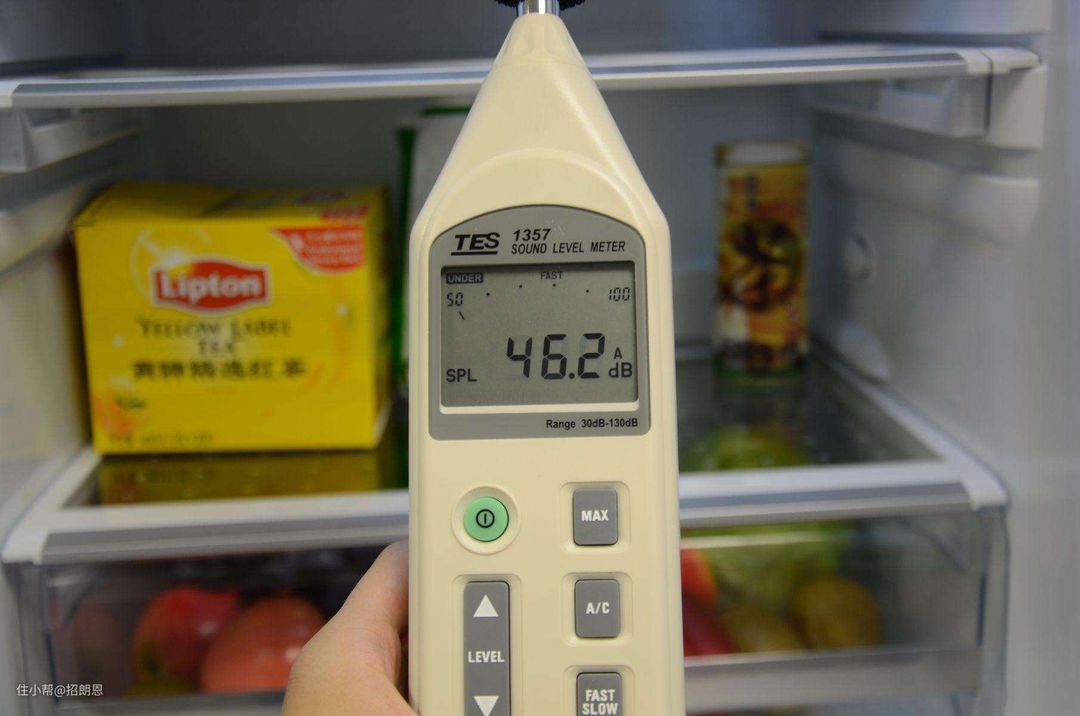 TES 1357
SOUND LEVEL METER
UNDER FAST
50 100
SPL 46.2 A dB
Range 30dB-130dB
MAX
A/C
LEVEL
FAST
SLOW
Lipton
YELLOW LABEL
TEA
黄牌精选红茶
住小帮@招朗恩